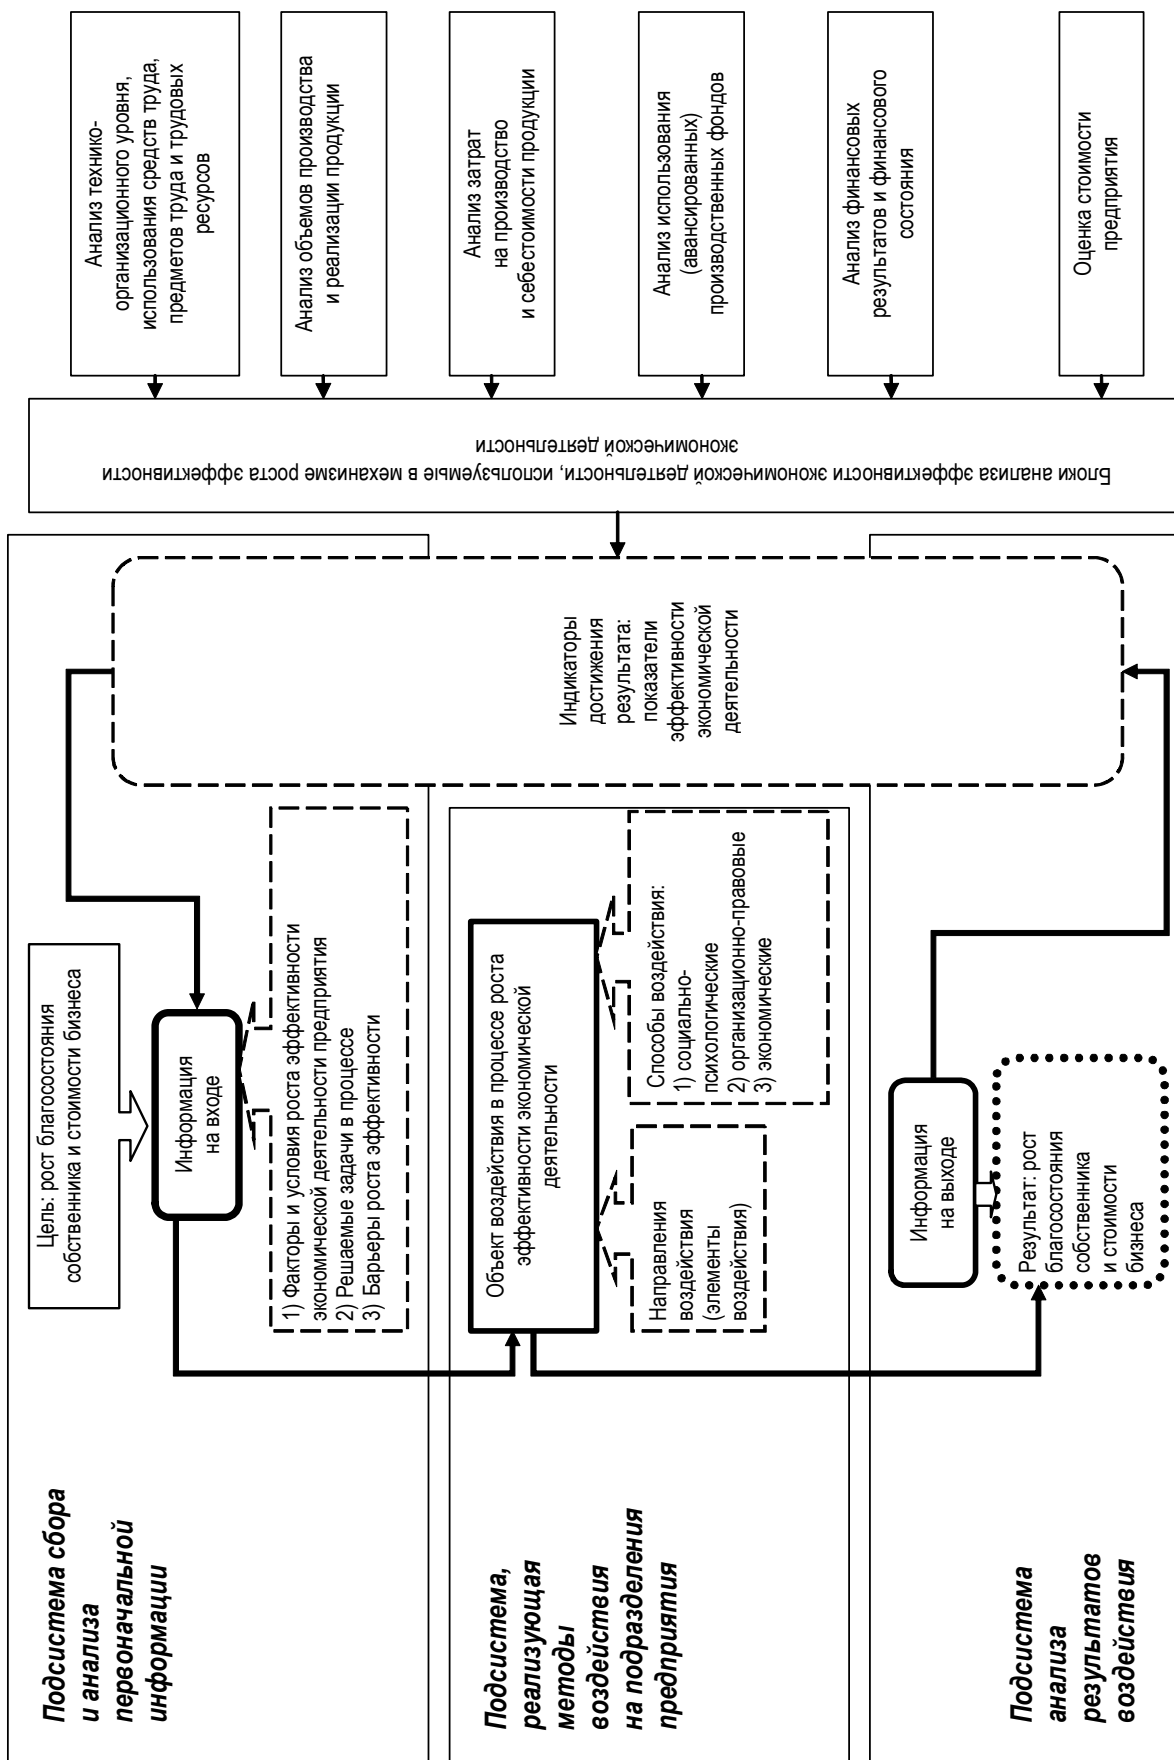 Подсистема сбора
и анализа
первоначальной
информации
Цель: рост благосостояния
собственника и стоимости бизнеса
Информация
на входе
1) Факторы и условия роста эффективности
экономической деятельности предприятия
2) Решаемые задачи в процессе
3) Барьеры роста эффективности
Подсистема,
реализующая
методы
воздействия
на подразделения
предприятия
Объект воздействия в процессе роста
эффективности экономической
деятельности
Направления
воздействия
(элементы
воздействия)
Способы воздействия:
1) социально-
психологические
2) организационно-правовые
3) экономические
Подсистема
анализа
результатов
воздействия
Информация
на выходе
Результат: рост
благосостояния
собственника
и стоимости
бизнеса
Индикаторы
достижения
результата:
показатели
эффективности
экономической
деятельности
Блоки анализа эффективности экономической деятельности, используемые в механизме роста эффективности
экономической деятельности
Анализ технико-
организационного уровня,
использования средств труда,
предметов труда и трудовых
ресурсов
Анализ объемов производства
и реализации продукции
Анализ затрат
на производство
и себестоимости продукции
Анализ использования
(авансированных)
производственных фондов
Анализ финансовых
результатов и финансового
состояния
Оценка стоимости
предприятия